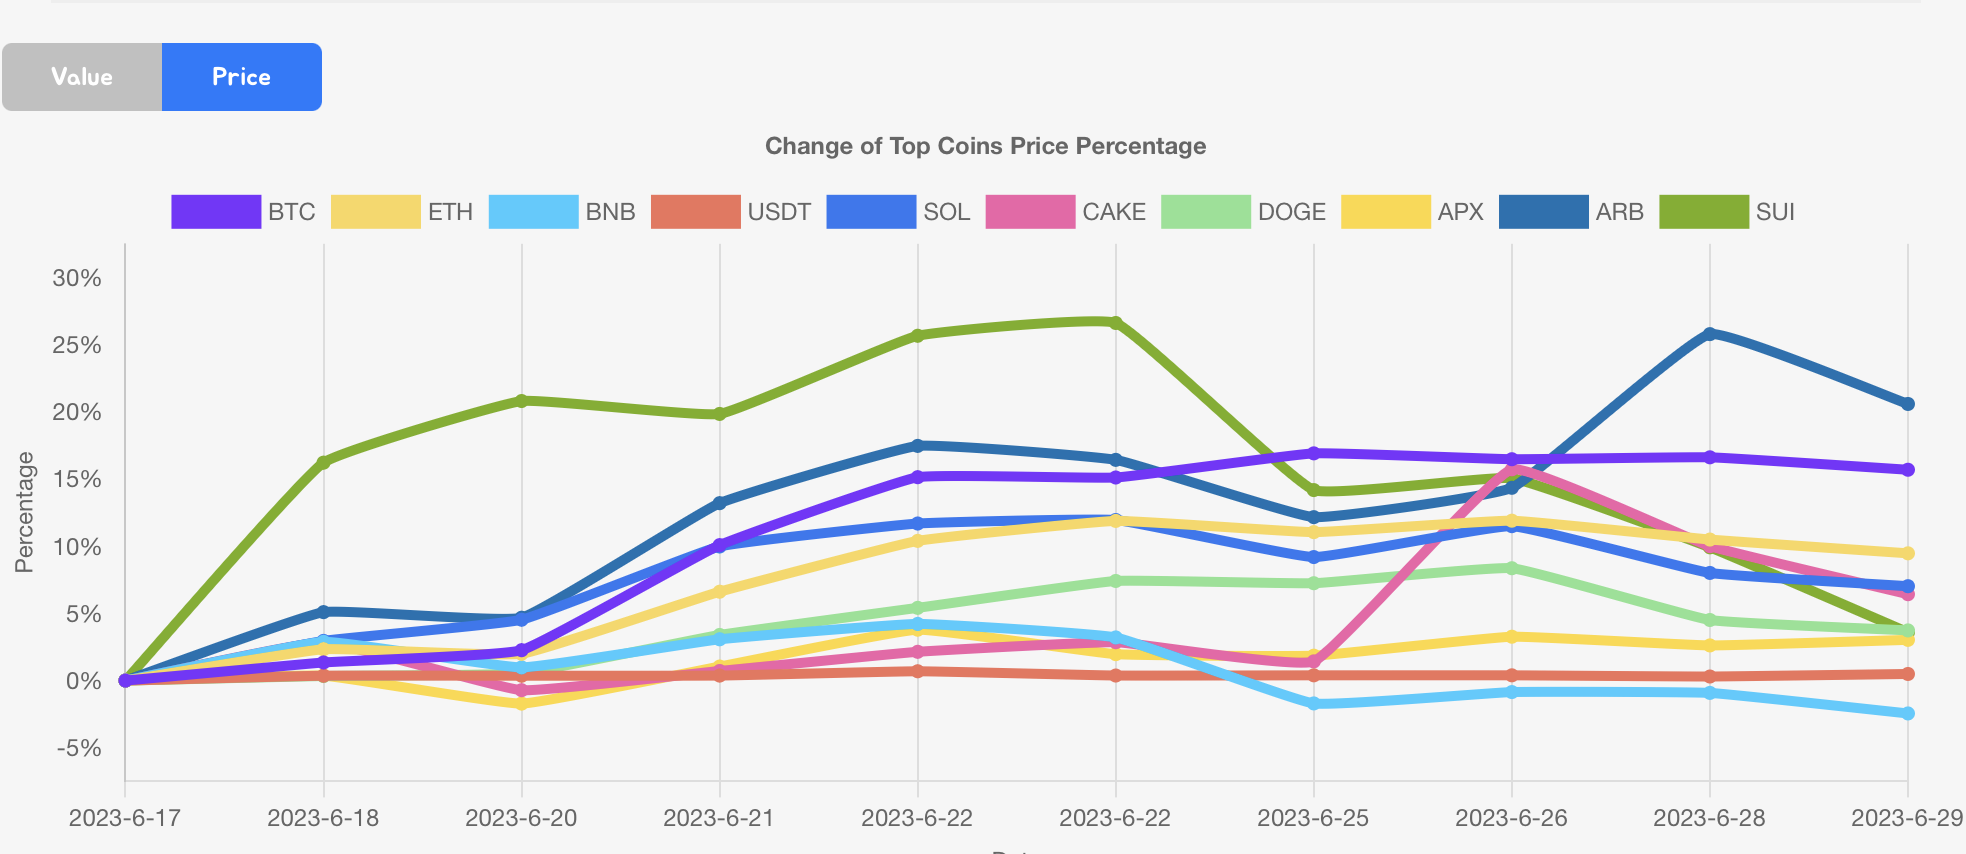 Value Price
Change of Top Coins Price Percentage
BTC ETH BNB USDT SOL CAKE DOGE APX ARB SUI
30%
25%
20%
15%
10%
5%
0%
-5%
Percentage
2023-6-17 2023-6-18 2023-6-20 2023-6-21 2023-6-22 2023-6-22 2023-6-25 2023-6-26 2023-6-28 2023-6-29